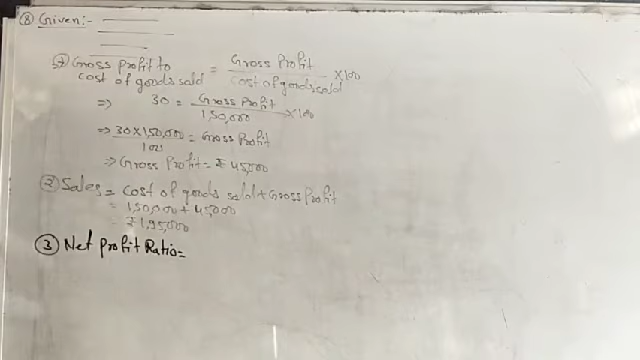 ⑧ Given:-
① Gross profit to cost of goods sold = Gross Profit / cost of goods sold × 100
=> 30 = Gross Profit / 1,50,000 × 100
=> 30 × 1,50,000 / 100 = Gross Profit
=> Gross Profit = ₹ 45,000
② Sales = cost of goods sold + Gross Profit
= 1,50,000 + 45,000
= ₹ 1,95,000
③ Net Profit Ratio=